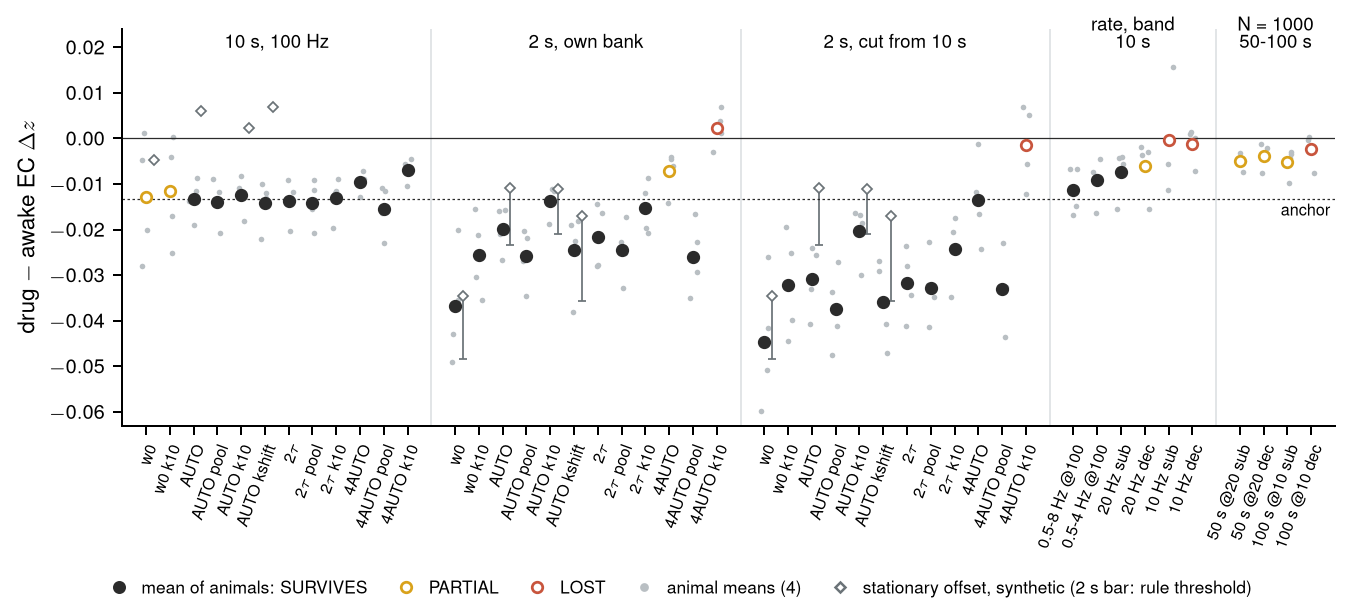 10 s, 100 Hz
2 s, own bank
2 s, cut from 10 s
rate, band
10 s
N = 1000
50-100 s
drug − awake EC Δz
0.02
0.01
0.00
−0.01
−0.02
−0.03
−0.04
−0.05
−0.06
anchor
w0
w0 k10
AUTO
AUTO pool
AUTO k10
AUTO kshift
2τ
2τ pool
2τ k10
4AUTO
4AUTO pool
4AUTO k10
w0
w0 k10
AUTO
AUTO pool
AUTO k10
AUTO kshift
2τ
2τ pool
2τ k10
4AUTO
4AUTO pool
4AUTO k10
w0
w0 k10
AUTO
AUTO pool
AUTO k10
AUTO kshift
2τ
2τ pool
2τ k10
4AUTO
4AUTO pool
4AUTO k10
0.5-8 Hz @100
0.5-4 Hz @100
20 Hz sub
20 Hz dec
10 Hz sub
10 Hz dec
50 s @20 sub
50 s @20 dec
100 s @10 sub
100 s @10 dec
mean of animals: SURVIVES
PARTIAL
LOST
animal means (4)
stationary offset, synthetic (2 s bar: rule threshold)